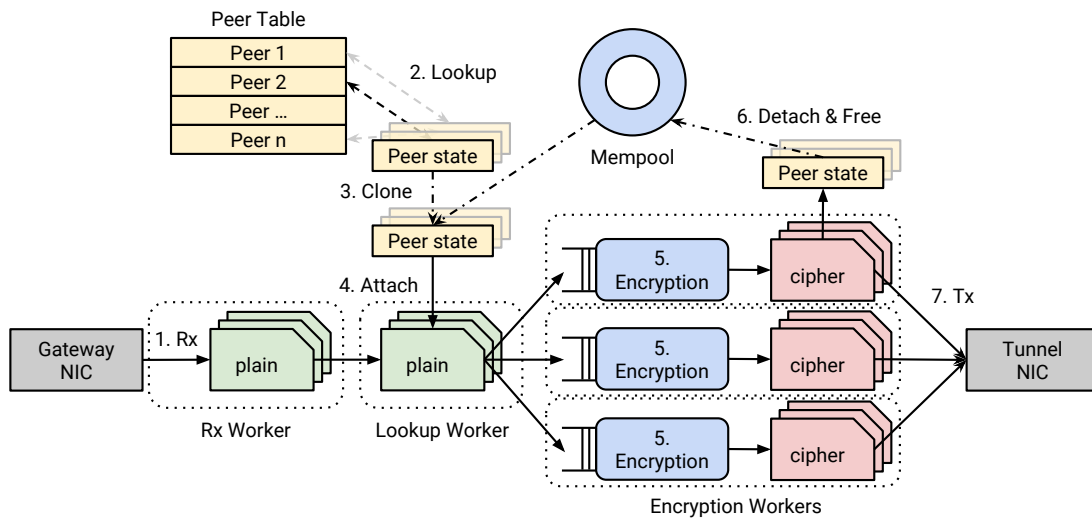 Peer Table
Peer 1
Peer 2
Peer ...
Peer n
2. Lookup
Peer state
3. Clone
Peer state
Mempool
6. Detach & Free
Peer state
4. Attach
Gateway
NIC
1. Rx
plain
Rx Worker
plain
Lookup Worker
5.
Encryption
cipher
5.
Encryption
cipher
5.
Encryption
cipher
Encryption Workers
7. Tx
Tunnel
NIC